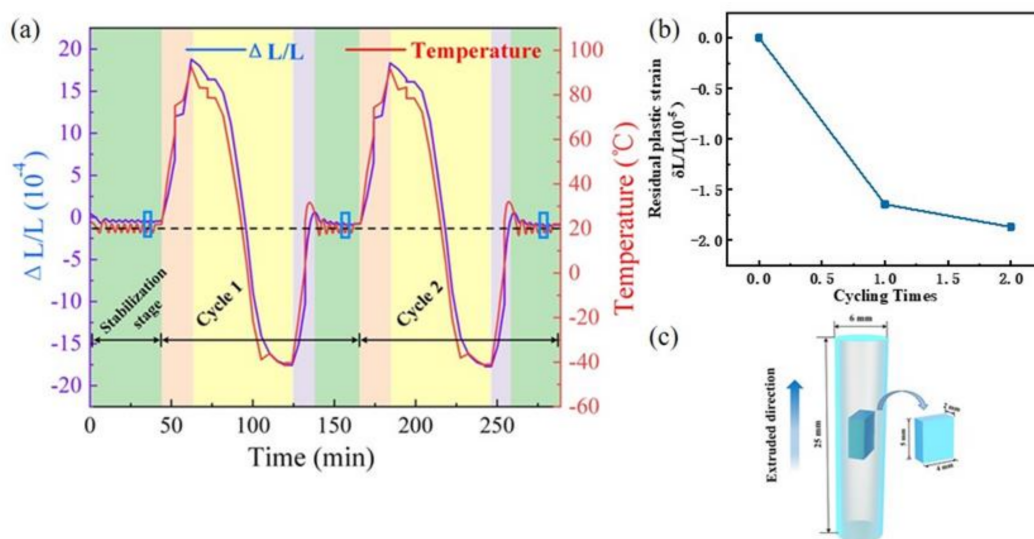 (a)
Δ L/L
Temperature
20
15
10
5
0
-5
-10
-15
-20
Δ L/L (10⁻⁴)
100
80
60
40
20
0
-20
-40
-60
Temperature (℃)
Stabilization
stage
Cycle 1
Cycle 2
0
50
100
150
200
250
Time (min)
(b)
0.0
-0.5
-1.0
-1.5
-2.0
Residual plastic strain
δL/L(10⁻⁵)
0.0
0.5
1.0
1.5
2.0
Cycling Times
(c)
6 mm
25 mm
Extruded direction
2 mm
5 mm
4 mm